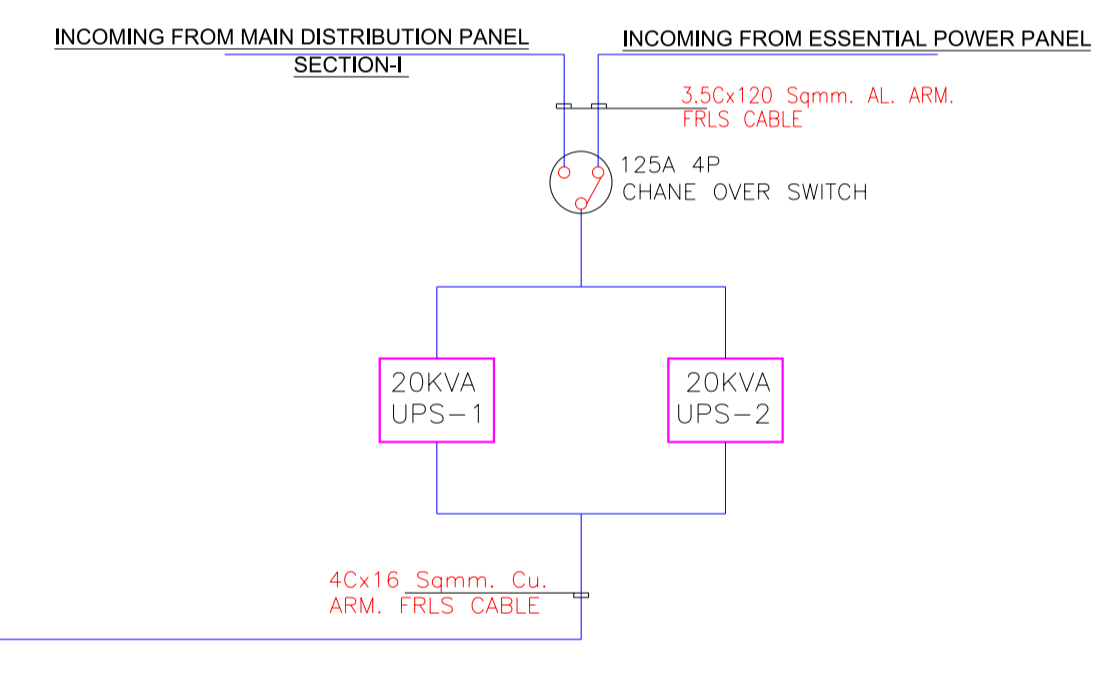 INCOMING FROM MAIN DISTRIBUTION PANEL
SECTION-I
INCOMING FROM ESSENTIAL POWER PANEL
3.5Cx120 Sqmm. AL. ARM.
FRLS CABLE
125A 4P
CHANE OVER SWITCH
20KVA
UPS-1
20KVA
UPS-2
4Cx16 Sqmm. Cu.
ARM. FRLS CABLE